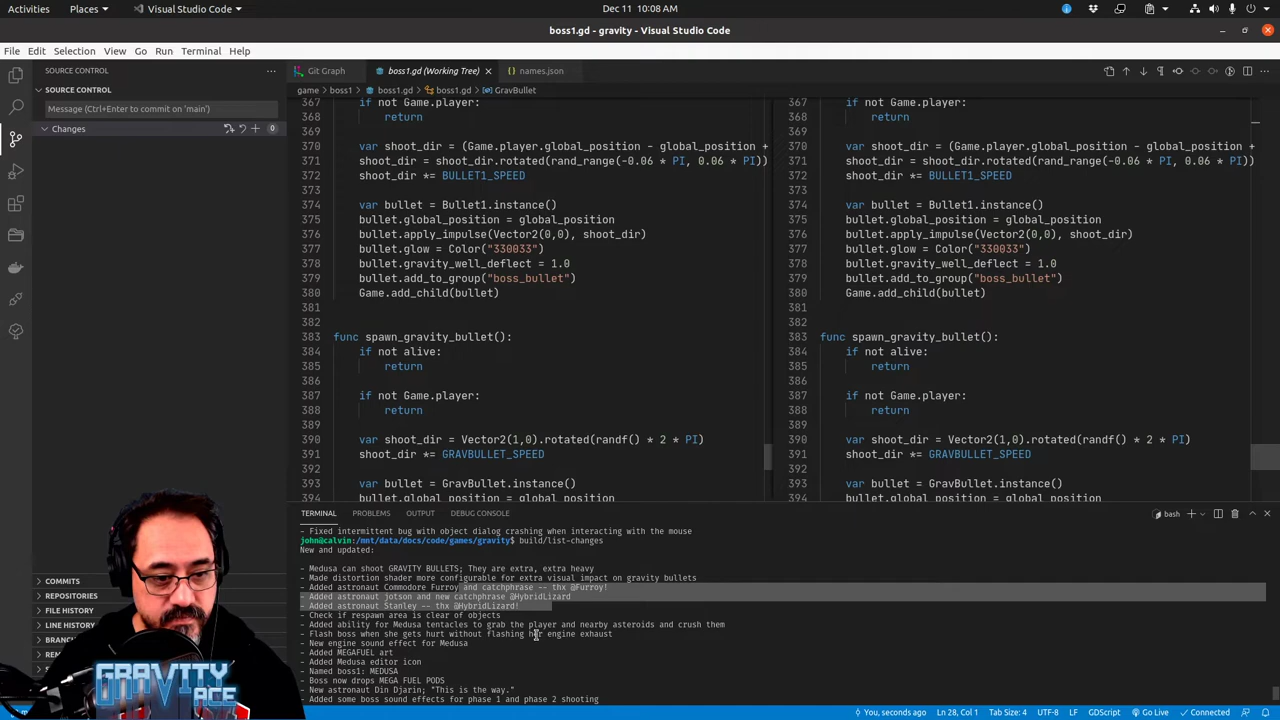 Activities Places Visual Studio Code Dec 11 10:08 AM
boss1.gd - gravity - Visual Studio Code
File Edit Selection View Go Run Terminal Help
SOURCE CONTROL
SOURCE CONTROL
Message (Ctrl+Enter to commit on 'main')
Changes 0
COMMITS
REPOSITORIES
FILE HISTORY
BRANCHES
REMOTES
STASHES
TAGS
Git Graph boss1.gd (Working Tree) names.json
game > boss1 > boss1.gd > boss1.gd > GravBullet
367 if not Game.player:
368 return
369
370 var shoot_dir = (Game.player.global_position - global_position +
371 shoot_dir = shoot_dir.rotated(rand_range(-0.06 * PI, 0.06 * PI))
372 shoot_dir *= BULLET1_SPEED
373
374 var bullet = Bullet1.instance()
375 bullet.global_position = global_position
376 bullet.apply_impulse(Vector2(0,0), shoot_dir)
377 bullet.glow = Color("330033")
378 bullet.gravity_well_deflect = 1.0
379 bullet.add_to_group("boss_bullet")
380 Game.add_child(bullet)
381
382
383 func spawn_gravity_bullet():
384 if not alive:
385 return
386
387 if not Game.player:
388 return
389
390 var shoot_dir = Vector2(1,0).rotated(randf() * 2 * PI)
391 shoot_dir *= GRAVBULLET_SPEED
392
393 var bullet = GravBullet.instance()
394 bullet.global_position = global_position
367 if not Game.player:
368 return
369
370 var shoot_dir = (Game.player.global_position - global_position +
371 shoot_dir = shoot_dir.rotated(rand_range(-0.06 * PI, 0.06 * PI))
372 shoot_dir *= BULLET1_SPEED
373
374 var bullet = Bullet1.instance()
375 bullet.global_position = global_position
376 bullet.apply_impulse(Vector2(0,0), shoot_dir)
377 bullet.glow = Color("330033")
378 bullet.gravity_well_deflect = 1.0
379 bullet.add_to_group("boss_bullet")
380 Game.add_child(bullet)
381
382
383 func spawn_gravity_bullet():
384 if not alive:
385 return
386
387 if not Game.player:
388 return
389
390 var shoot_dir = Vector2(1,0).rotated(randf() * 2 * PI)
391 shoot_dir *= GRAVBULLET_SPEED
392
393 var bullet = GravBullet.instance()
394 bullet.global_position = global_position
TERMINAL PROBLEMS OUTPUT DEBUG CONSOLE bash
- Fixed intermittent bug with object dialog crashing when interacting with the mouse
john@calvin:/mnt/data/docs/code/games/gravity$ build/list-changes
New and updated:
- Medusa can shoot GRAVITY BULLETS; They are extra, extra heavy
- Made distortion shader more configurable for extra visual impact on gravity bullets
- Added astronaut Commodore Furroy and catchphrase -- thx @Furroy!
- Added astronaut jotson and new catchphrase @HybridLizard
- Added astronaut Stanley -- thx @HybridLizard!
- Check if respawn area is clear of objects
- Added ability for Medusa tentacles to grab the player and nearby asteroids and crush them
- Flash boss when she gets hurt without flashing her engine exhaust
- New engine sound effect for Medusa
- Added MEGAFUEL art
- Added Medusa editor icon
- Named boss1: MEDUSA
- Boss now drops MEGA FUEL PODS
- New astronaut Din Djarin; "This is the way."
- Added some boss sound effects for phase 1 and phase 2 shooting
GRAVITY
ACE
You, seconds ago Ln 28, Col 1 Tab Size: 4 UTF-8 LF GDScript Go Live Connected